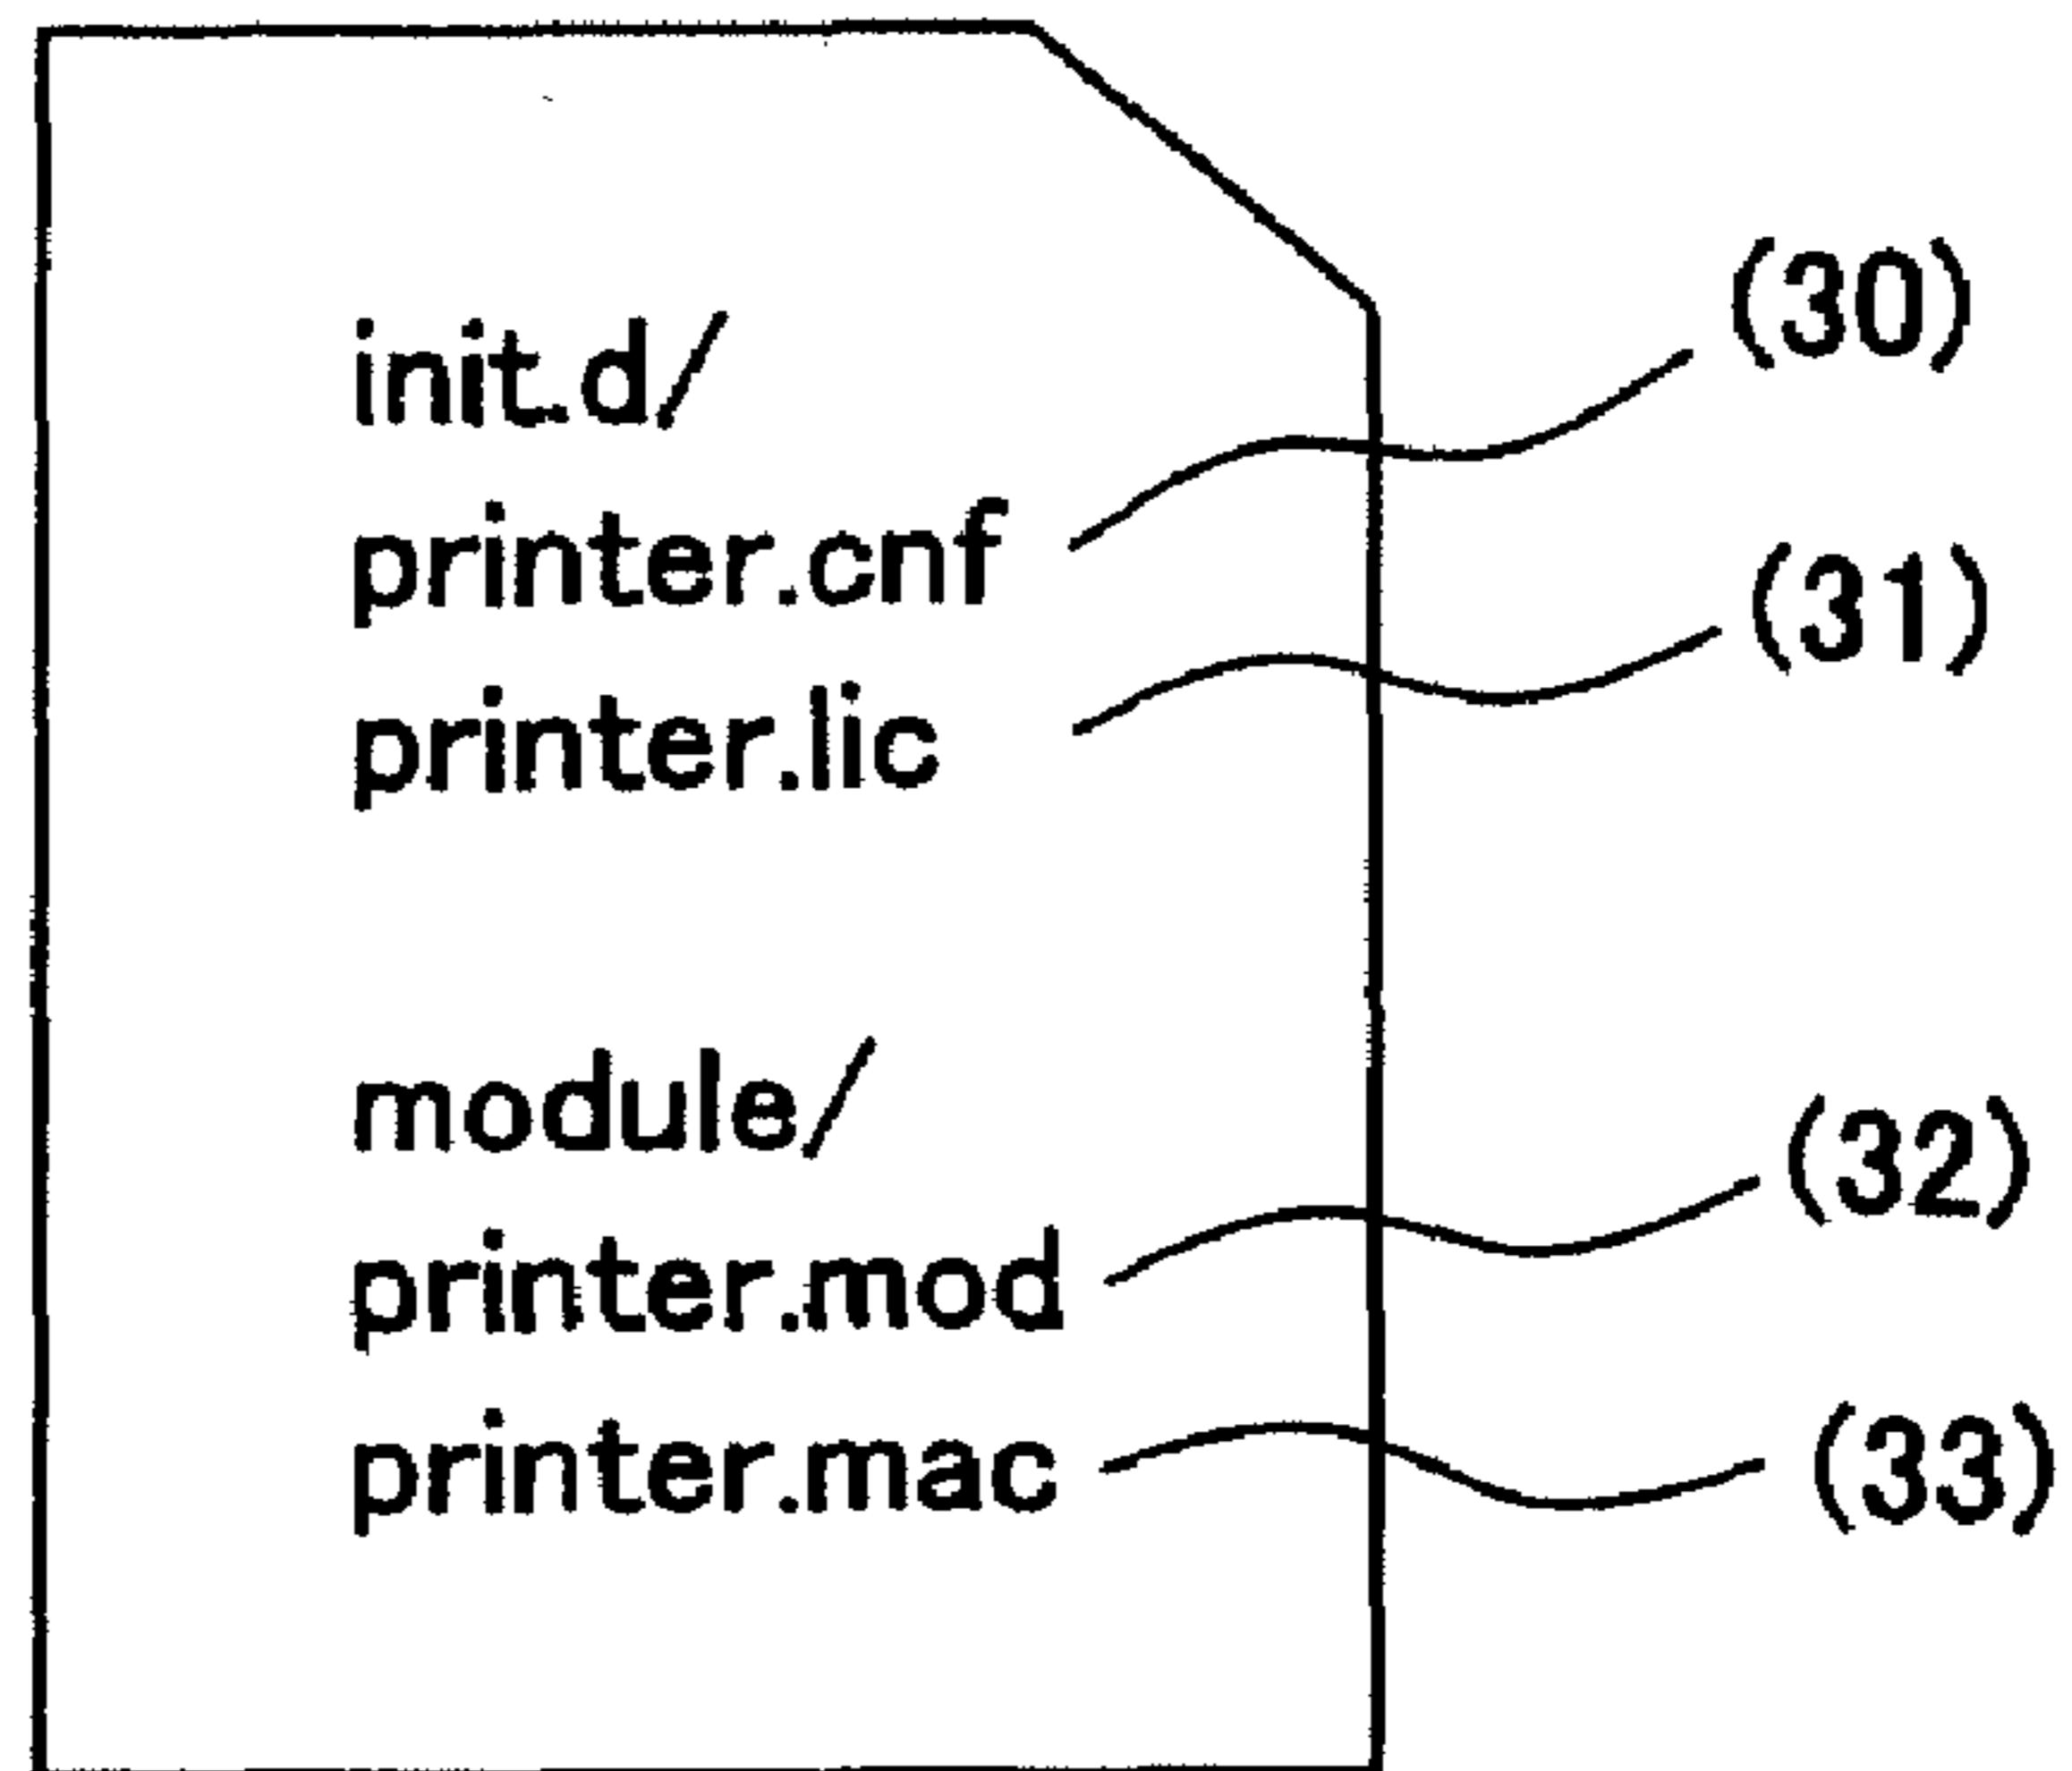 init.d/
printer.cnf (30)
printer.lic (31)
module/
printer.mod (32)
printer.mac (33)